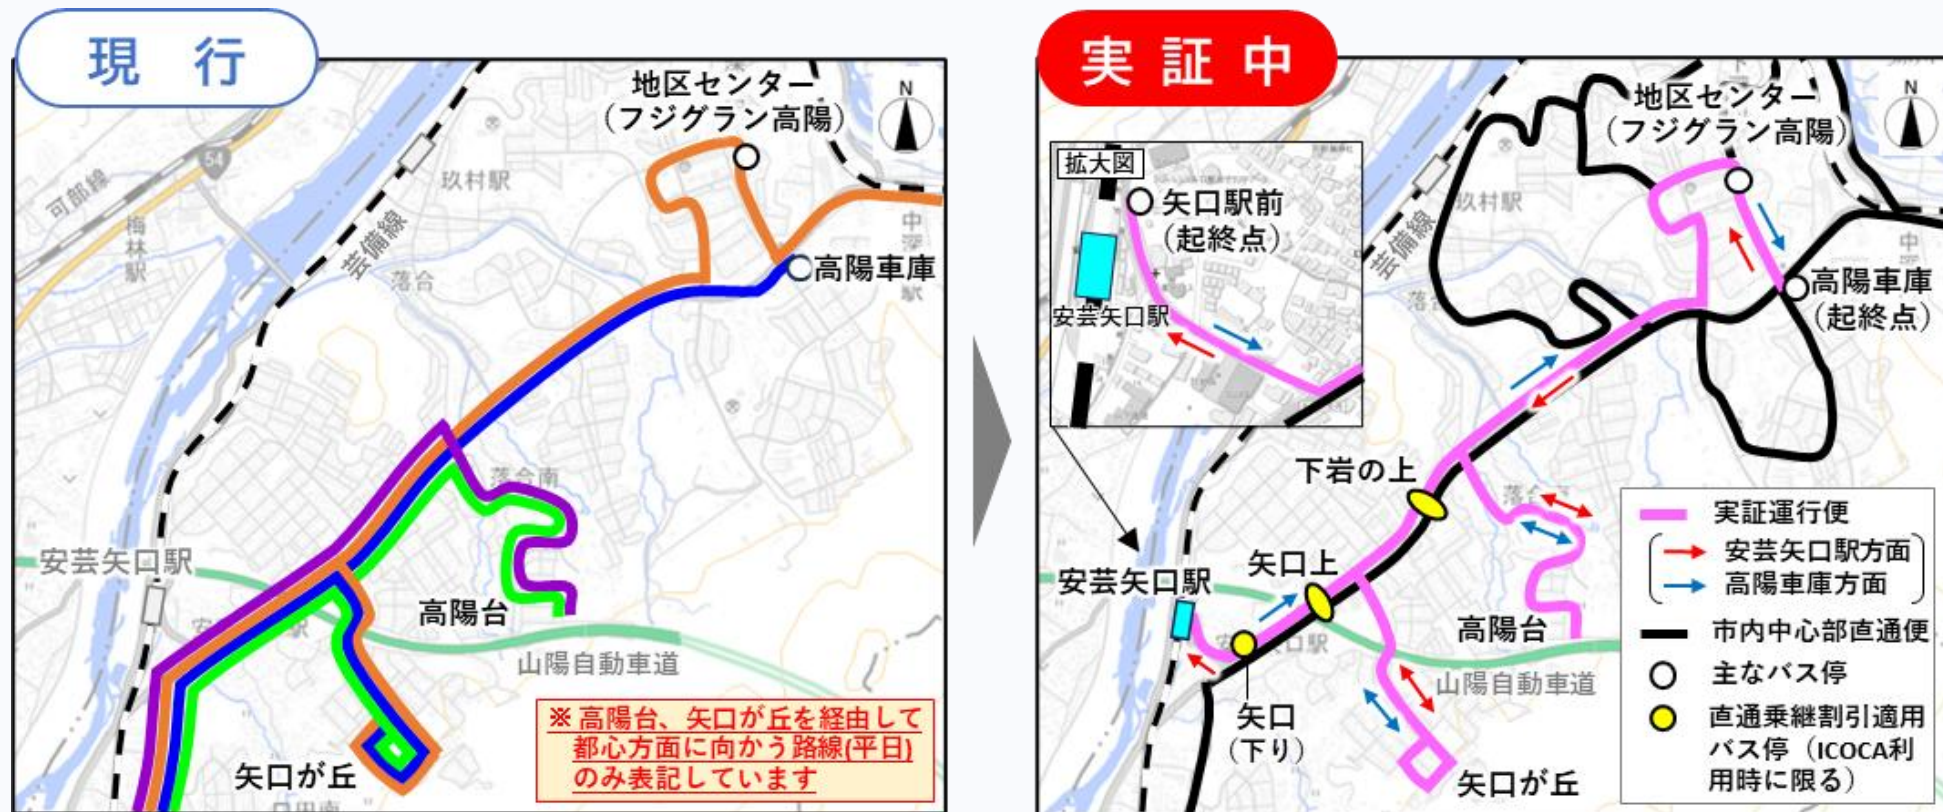 現 行
地区センター
（フジグラン高陽）
N
54
可部線
梅林駅
玖村駅
芸備線
落合
中深
駅
高陽車庫
落合南
安芸矢口駅
高陽台
山陽自動車道
矢口が丘
※ 高陽台、矢口が丘を経由して
都心方面に向かう路線(平日)
のみ表記しています
実 証 中
地区センター
（フジグラン高陽）
N
拡大図
矢口駅前
（起終点）
安芸矢口駅
玖村駅
芸備線
中深
高陽車庫
（起終点）
下岩の上
矢口上
安芸矢口駅
高陽台
山陽自動車道
矢口
（下り）
矢口が丘
実証運行便
安芸矢口駅方面
高陽車庫方面
市内中心部直通便
主なバス停
直通乗継割引適用
バス停（ICOCA利
用時に限る）